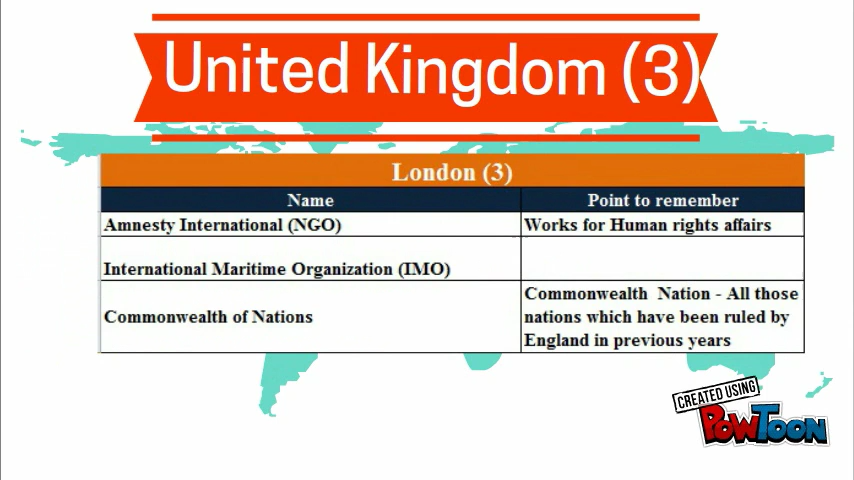 United Kingdom (3)
London (3)
Name Point to remember
Amnesty International (NGO) Works for Human rights affairs
International Maritime Organization (IMO)
Commonwealth of Nations
Commonwealth Nation - All those
nations which have been ruled by
England in previous years
CREATED USING
POWTOON